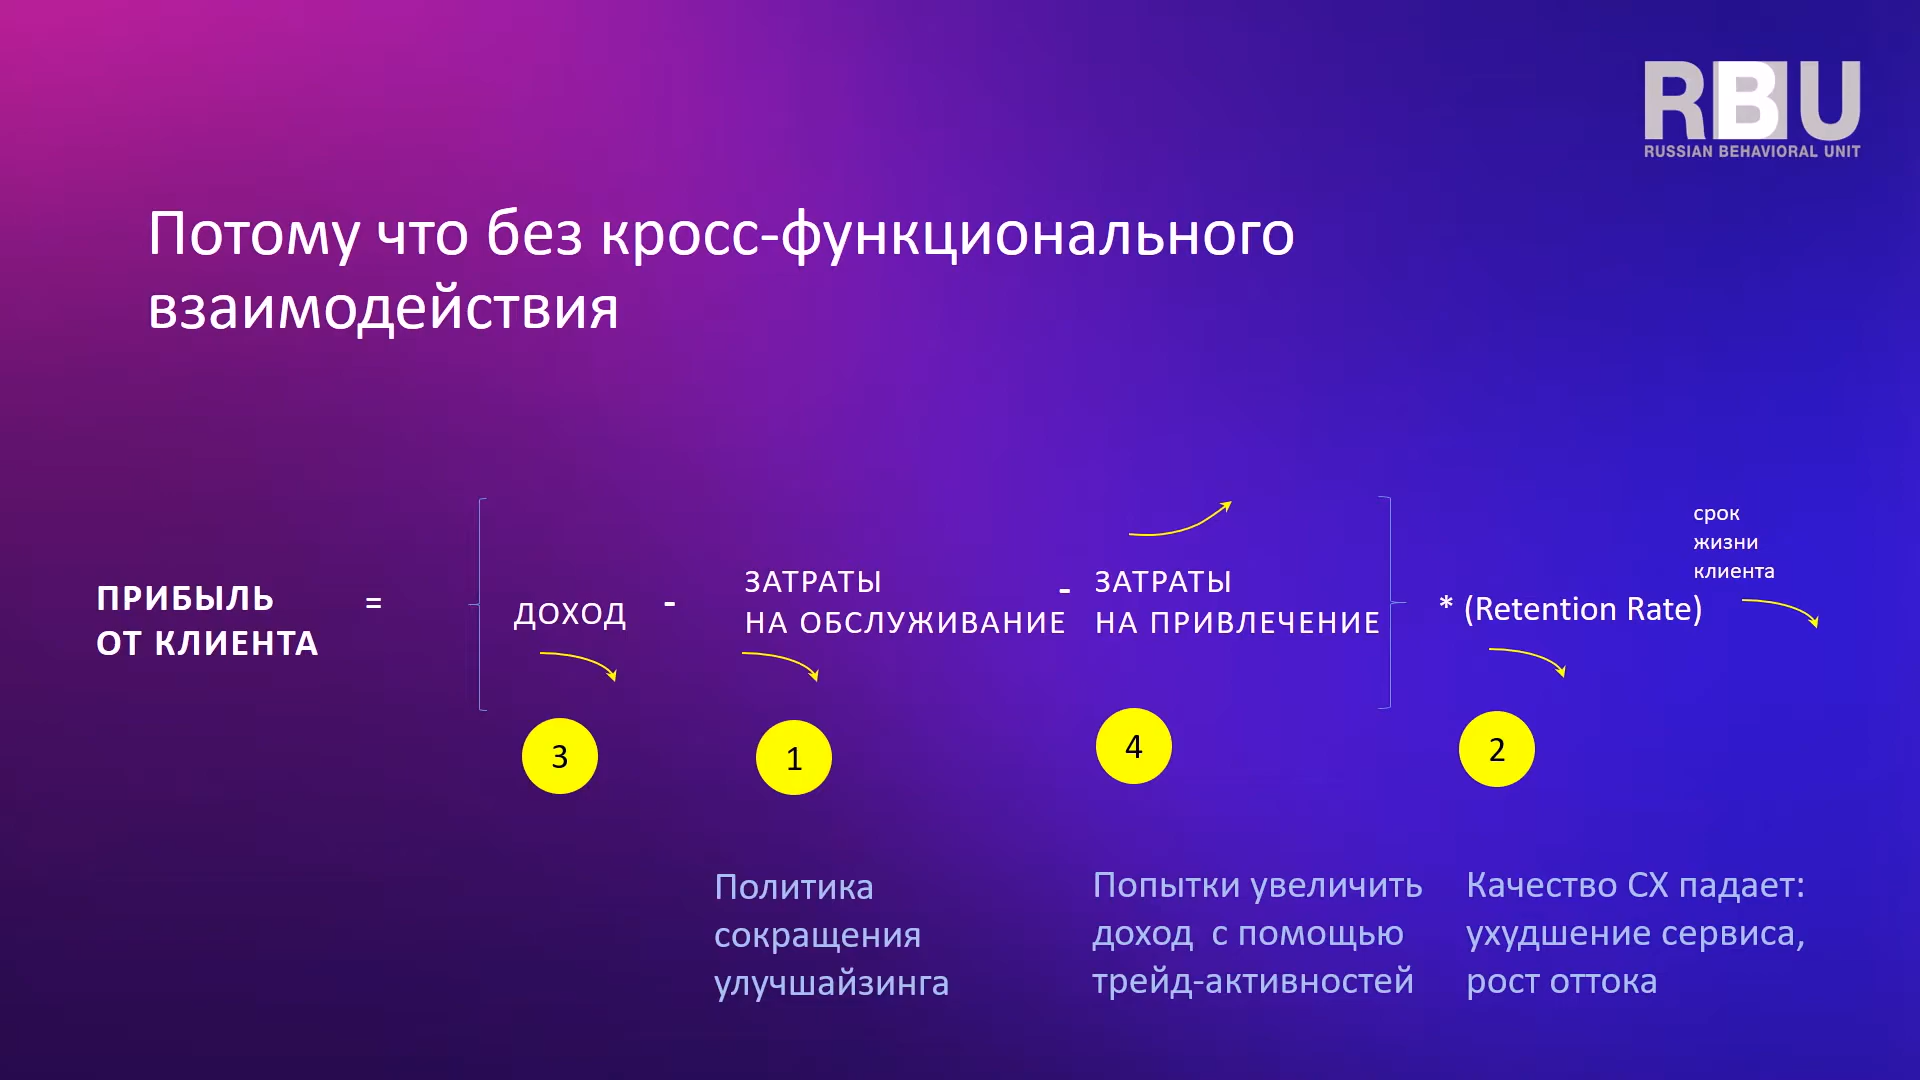 RBU
RUSSIAN BEHAVIORAL UNIT
Потому что без кросс-функционального
взаимодействия
ПРИБЫЛЬ
ОТ КЛИЕНТА
=
ДОХОД
-
ЗАТРАТЫ
НА ОБСЛУЖИВАНИЕ
-
ЗАТРАТЫ
НА ПРИВЛЕЧЕНИЕ
* (Retention Rate)
срок
жизни
клиента
3
1
4
2
Политика
сокращения
улучшайзинга
Попытки увеличить
доход с помощью
трейд-активностей
Качество СХ падает:
ухудшение сервиса,
рост оттока